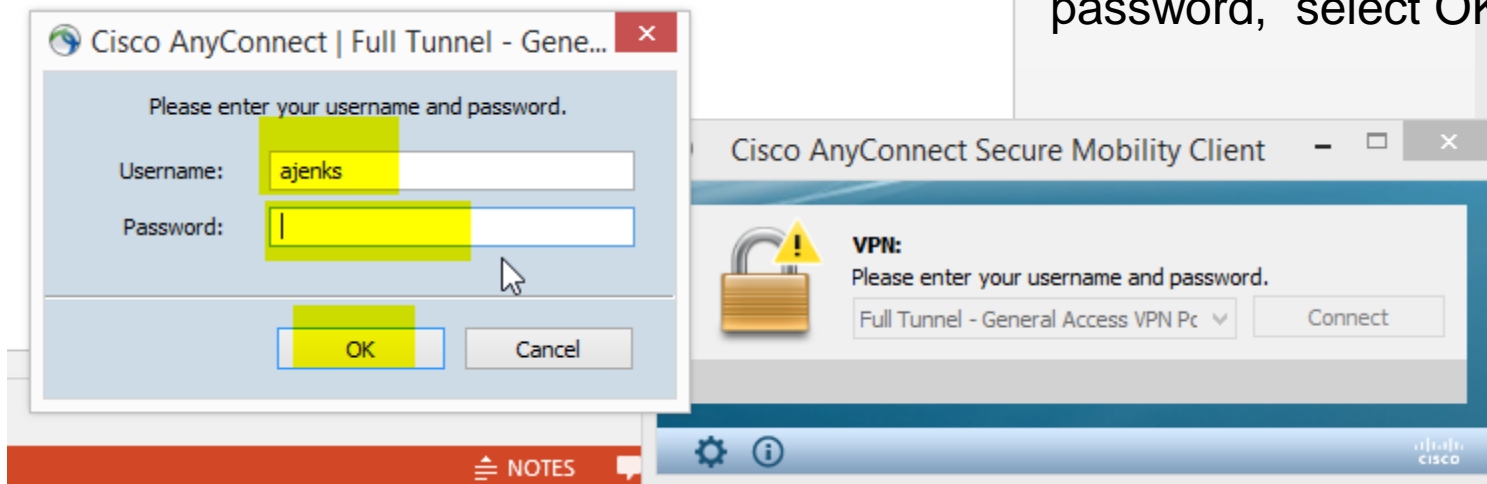 password, select OK
Cisco AnyConnect | Full Tunnel - Gene...
Please enter your username and password.
Username: ajenks
Password:
OK Cancel
Cisco AnyConnect Secure Mobility Client
VPN:
Please enter your username and password.
Full Tunnel - General Access VPN Pc Connect
NOTES
CISCO